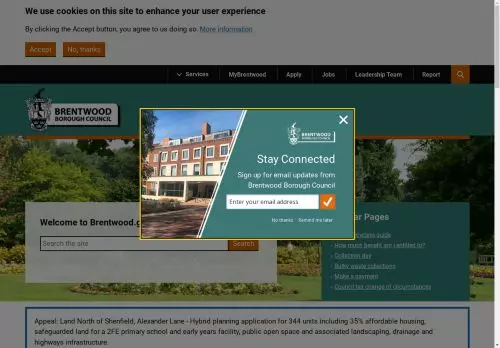 We use cookies on this site to enhance your user experience
By clicking the Accept button, you agree to us doing so. More information
Accept
No, thanks
Services
MyBrentwood
Apply
Jobs
Leadership Team
Report
BRENTWOOD
BOROUGH COUNCIL
BRENTWOOD
BOROUGH COUNCIL
Stay Connected
Sign up for email updates from
Brentwood Borough Council
Enter your email address
No thanks
Remind me later
Welcome to Brentwood.g
Search the site
Search
ar Pages
guide
How much benefit am I entitled to?
Collection day
Bulky waste collections
Make a payment
Council tax change of circumstances
Appeal: Land North of Shenfield, Alexander Lane - Hybrid planning application for 344 units including 35% affordable housing,
safeguarded land for a 2FE primary school and early years facility, public open space and associated landscaping, drainage and
highways infrastructure.